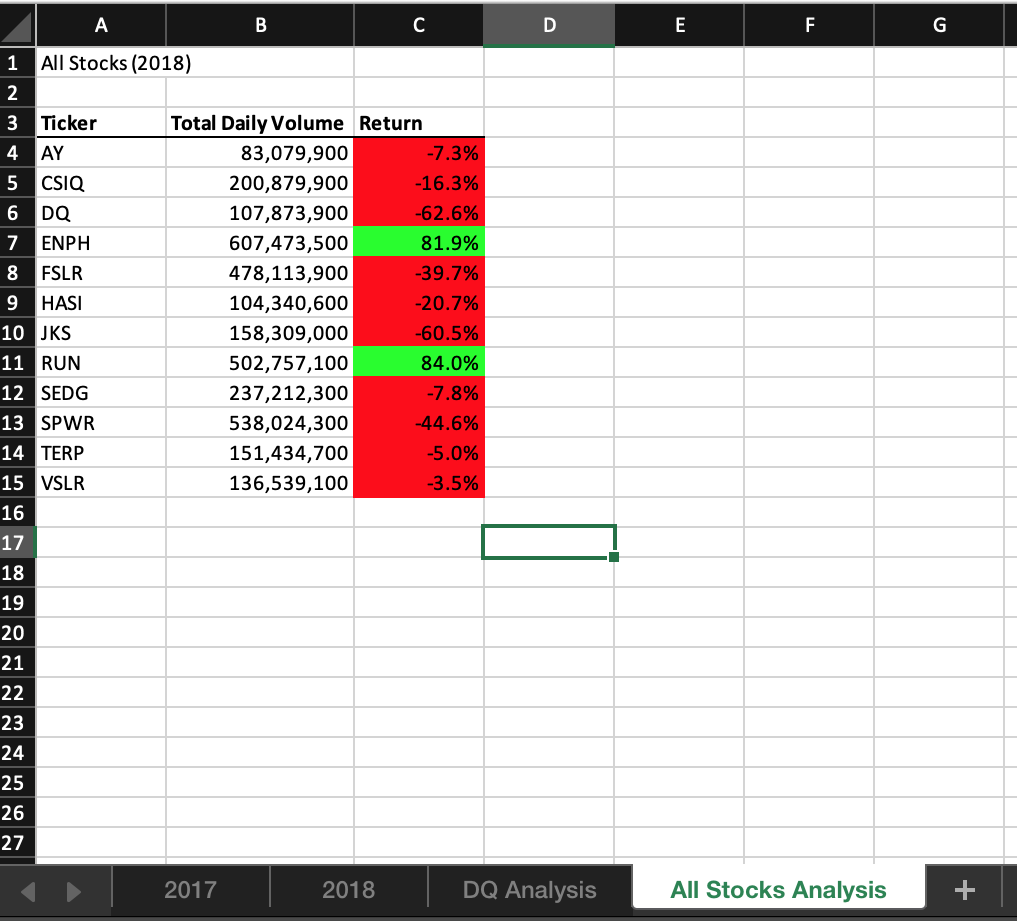 A B C D E F G
1 All Stocks (2018)
2
3 Ticker Total Daily Volume Return
4 AY 83,079,900 -7.3%
5 CSIQ 200,879,900 -16.3%
6 DQ 107,873,900 -62.6%
7 ENPH 607,473,500 81.9%
8 FSLR 478,113,900 -39.7%
9 HASI 104,340,600 -20.7%
10 JKS 158,309,000 -60.5%
11 RUN 502,757,100 84.0%
12 SEDG 237,212,300 -7.8%
13 SPWR 538,024,300 -44.6%
14 TERP 151,434,700 -5.0%
15 VSLR 136,539,100 -3.5%
16
17
18
19
20
21
22
23
24
25
26
27
2017 2018 DQ Analysis All Stocks Analysis +